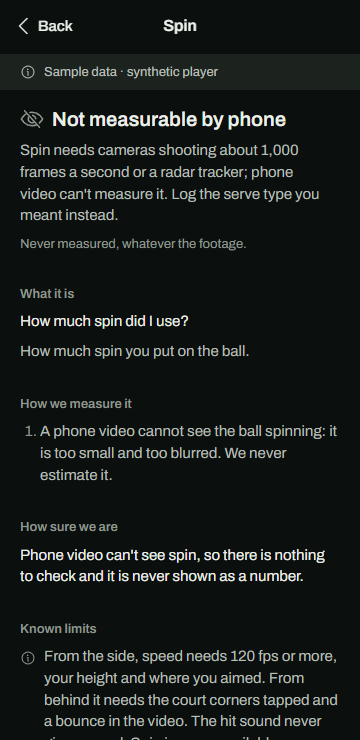 Back
Spin
Sample data · synthetic player
Not measurable by phone
Spin needs cameras shooting about 1,000
frames a second or a radar tracker; phone
video can't measure it. Log the serve type you
meant instead.
Never measured, whatever the footage.
What it is
How much spin did I use?
How much spin you put on the ball.
How we measure it
1. A phone video cannot see the ball spinning: it
is too small and too blurred. We never
estimate it.
How sure we are
Phone video can't see spin, so there is nothing
to check and it is never shown as a number.
Known limits
From the side, speed needs 120 fps or more,
your height and where you aimed. From
behind it needs the court corners tapped and
a bounce in the video. The hit sound never